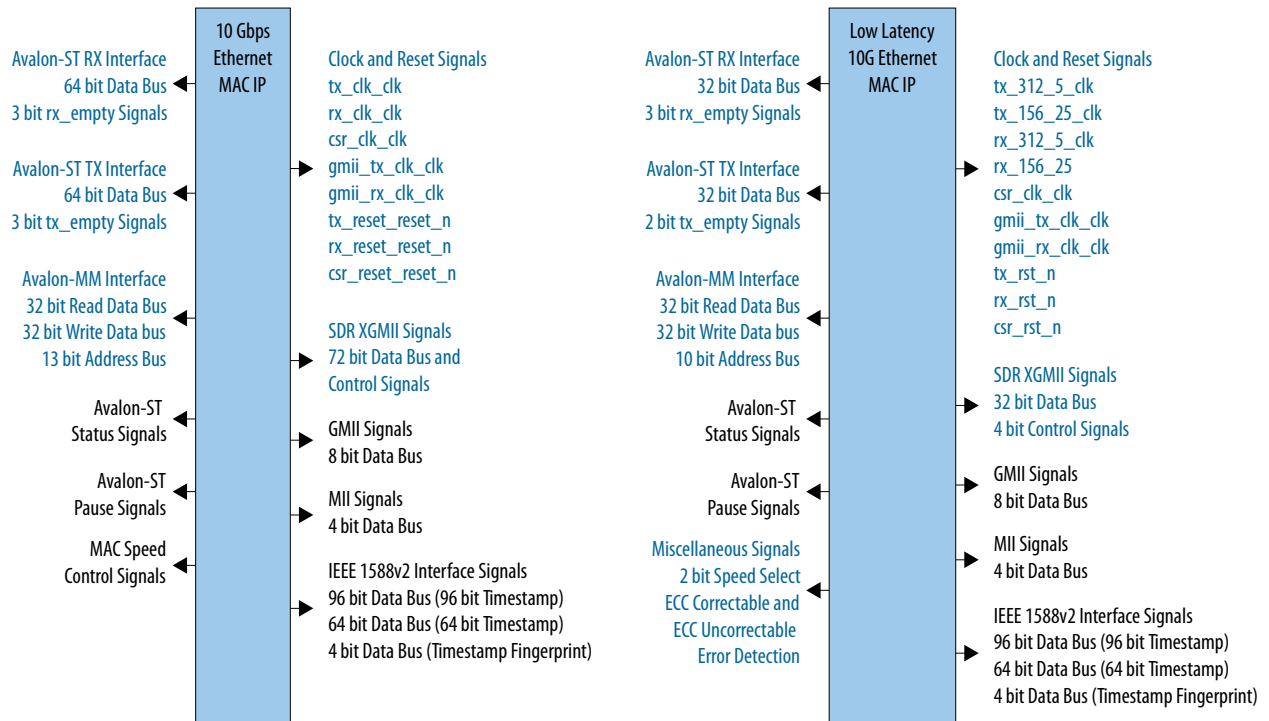 10 Gbps
Ethernet
MAC IP
Avalon-ST RX Interface
64 bit Data Bus
3 bit rx_empty Signals
Avalon-ST TX Interface
64 bit Data Bus
3 bit tx_empty Signals
Avalon-MM Interface
32 bit Read Data Bus
32 bit Write Data bus
13 bit Address Bus
Avalon-ST
Status Signals
Avalon-ST
Pause Signals
MAC Speed
Control Signals
Clock and Reset Signals
tx_clk_clk
rx_clk_clk
csr_clk_clk
gmii_tx_clk_clk
gmii_rx_clk_clk
tx_reset_reset_n
rx_reset_reset_n
csr_reset_reset_n
SDR XGMII Signals
72 bit Data Bus and
Control Signals
GMII Signals
8 bit Data Bus
MII Signals
4 bit Data Bus
IEEE 1588v2 Interface Signals
96 bit Data Bus (96 bit Timestamp)
64 bit Data Bus (64 bit Timestamp)
4 bit Data Bus (Timestamp Fingerprint)
Low Latency
10G Ethernet
MAC IP
Avalon-ST RX Interface
32 bit Data Bus
3 bit rx_empty Signals
Avalon-ST TX Interface
32 bit Data Bus
2 bit tx_empty Signals
Avalon-MM Interface
32 bit Read Data Bus
32 bit Write Data bus
10 bit Address Bus
Avalon-ST
Status Signals
Avalon-ST
Pause Signals
Miscellaneous Signals
2 bit Speed Select
ECC Correctable and
ECC Uncorrectable
Error Detection
Clock and Reset Signals
tx_312_5_clk
tx_156_25_clk
rx_312_5_clk
rx_156_25
csr_clk_clk
gmii_tx_clk_clk
gmii_rx_clk_clk
tx_rst_n
rx_rst_n
csr_rst_n
SDR XGMII Signals
32 bit Data Bus
4 bit Control Signals
GMII Signals
8 bit Data Bus
MII Signals
4 bit Data Bus
IEEE 1588v2 Interface Signals
96 bit Data Bus (96 bit Timestamp)
64 bit Data Bus (64 bit Timestamp)
4 bit Data Bus (Timestamp Fingerprint)